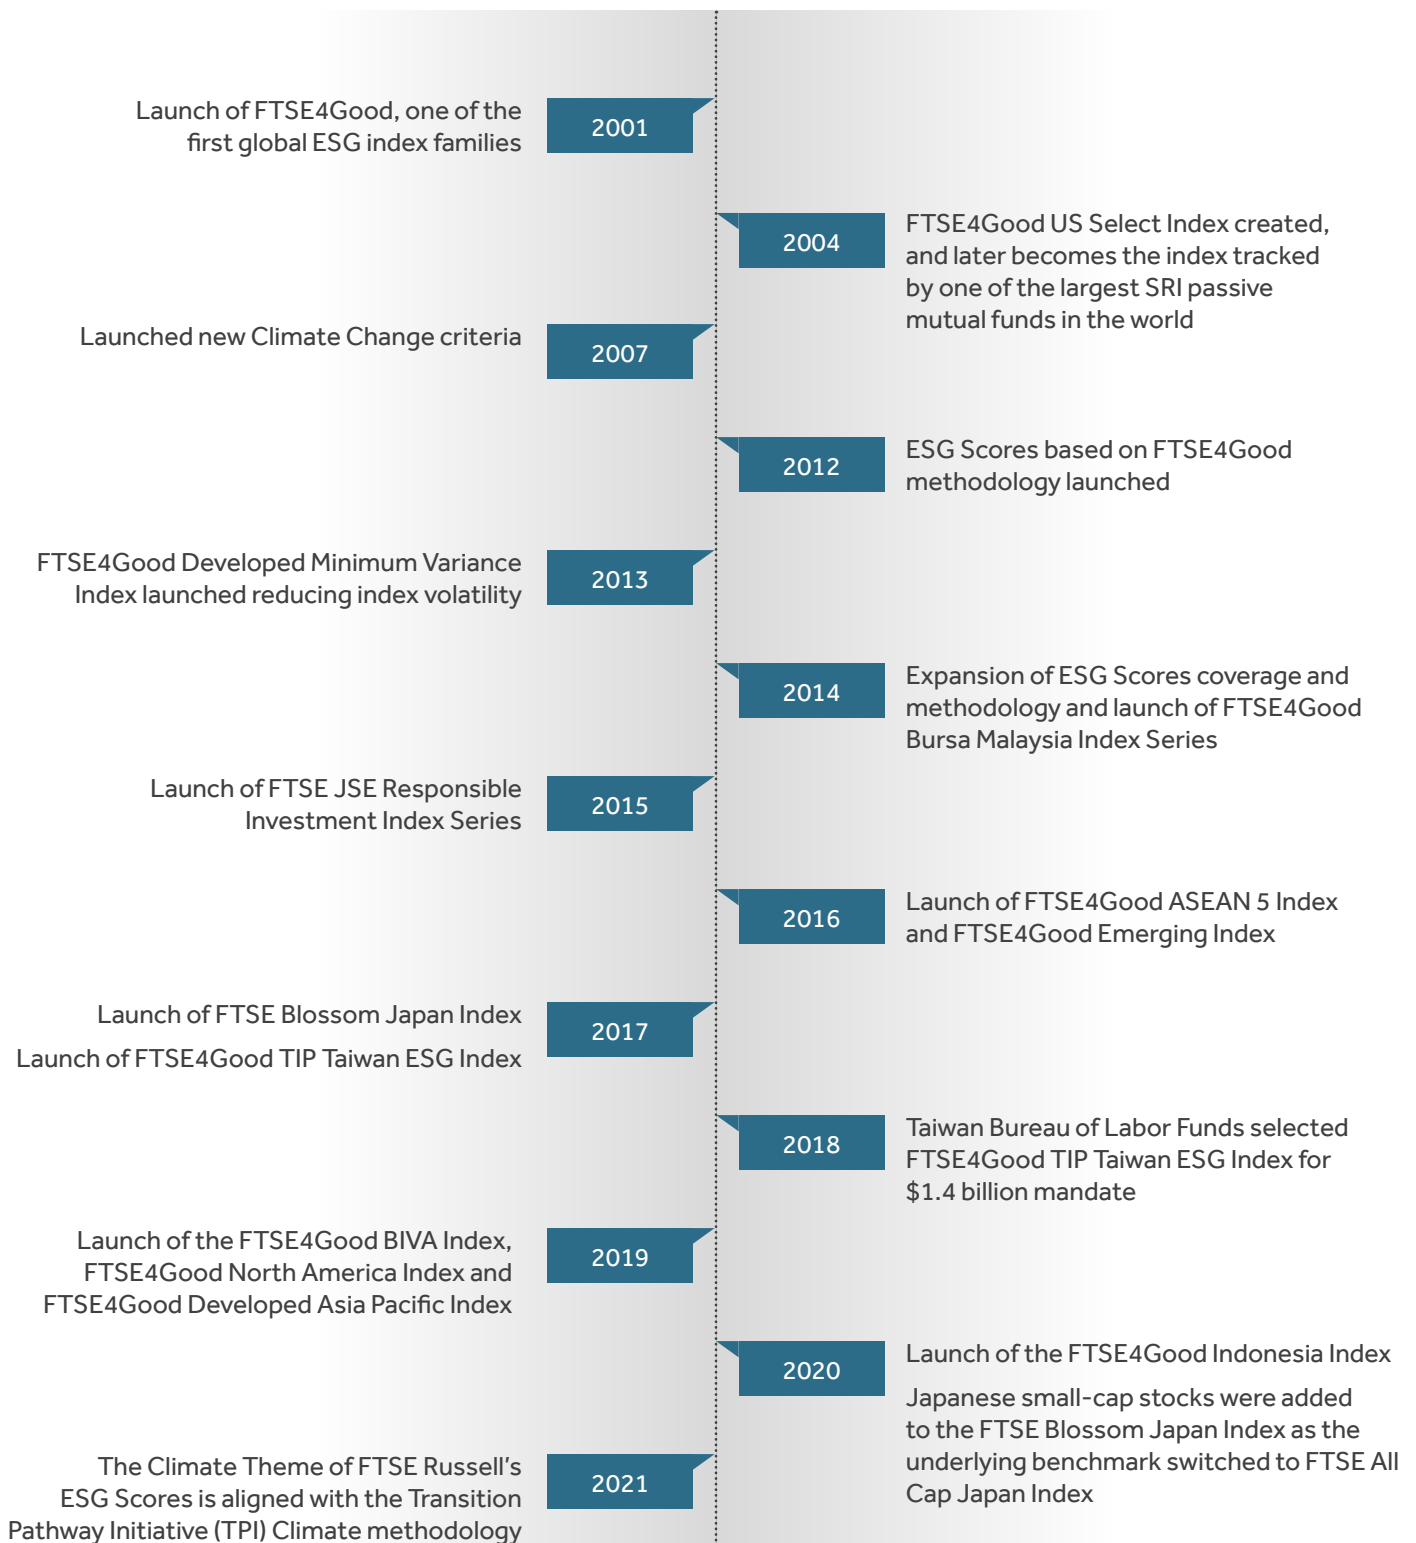 Launch of FTSE4Good, one of the
first global ESG index families
2001
2004
FTSE4Good US Select Index created,
and later becomes the index tracked
by one of the largest SRI passive
mutual funds in the world
Launched new Climate Change criteria
2007
2012
ESG Scores based on FTSE4Good
methodology launched
FTSE4Good Developed Minimum Variance
Index launched reducing index volatility
2013
2014
Expansion of ESG Scores coverage and
methodology and launch of FTSE4Good
Bursa Malaysia Index Series
Launch of FTSE JSE Responsible
Investment Index Series
2015
2016
Launch of FTSE4Good ASEAN 5 Index
and FTSE4Good Emerging Index
Launch of FTSE Blossom Japan Index
Launch of FTSE4Good TIP Taiwan ESG Index
2017
2018
Taiwan Bureau of Labor Funds selected
FTSE4Good TIP Taiwan ESG Index for
$1.4 billion mandate
Launch of the FTSE4Good BIVA Index,
FTSE4Good North America Index and
FTSE4Good Developed Asia Pacific Index
2019
2020
Launch of the FTSE4Good Indonesia Index
Japanese small-cap stocks were added
to the FTSE Blossom Japan Index as the
underlying benchmark switched to FTSE All
Cap Japan Index
The Climate Theme of FTSE Russell's
ESG Scores is aligned with the Transition
Pathway Initiative (TPI) Climate methodology
2021